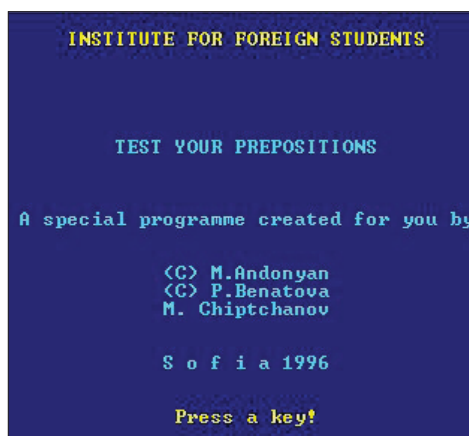 INSTITUTE FOR FOREIGN STUDENTS
TEST YOUR PREPOSITIONS
A special programme created for you by
(C) M.Andonyan
(C) P.Benatova
M. Chiptchanov
S o f i a 1996
Press a key!